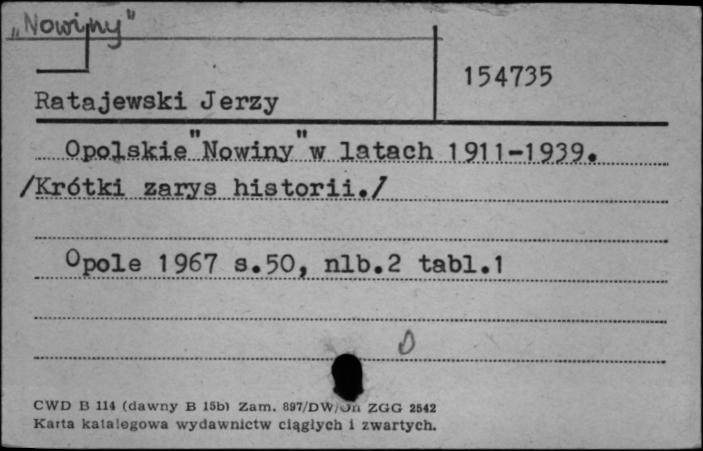 „Nowiny"
154735
Ratajewski Jerzy
Opolskie "Nowiny" w latach 1911-1939.
/Krótki zarys historii./
Opole 1967 s.50, nlb.2 tabl.1
D
CWD B 114 (dawny B 15b) Zam. 897/DW/On ZGG 2542
Karta katalogowa wydawnictw ciągłych i zwartych.